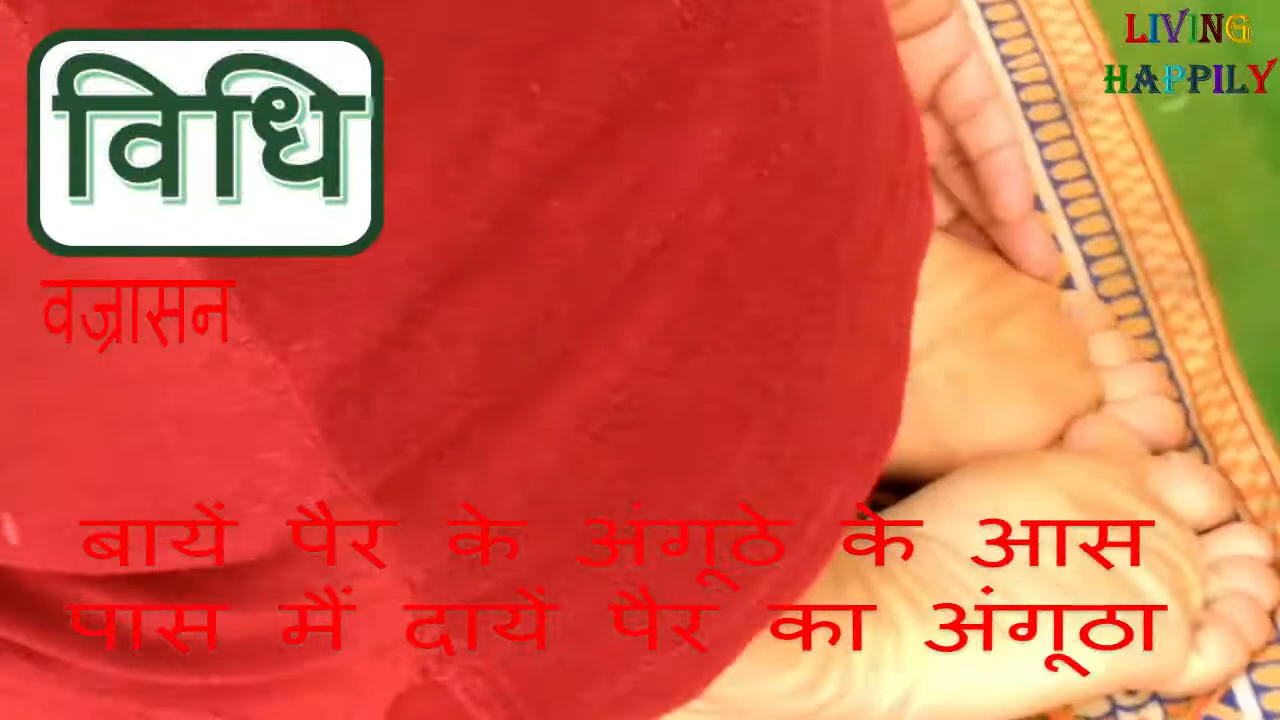 विधि
LIVING
HAPPILY
वज्रासन
बायें पैर के अंगूठे के आस
पास मैं दायें पैर का अंगूठा